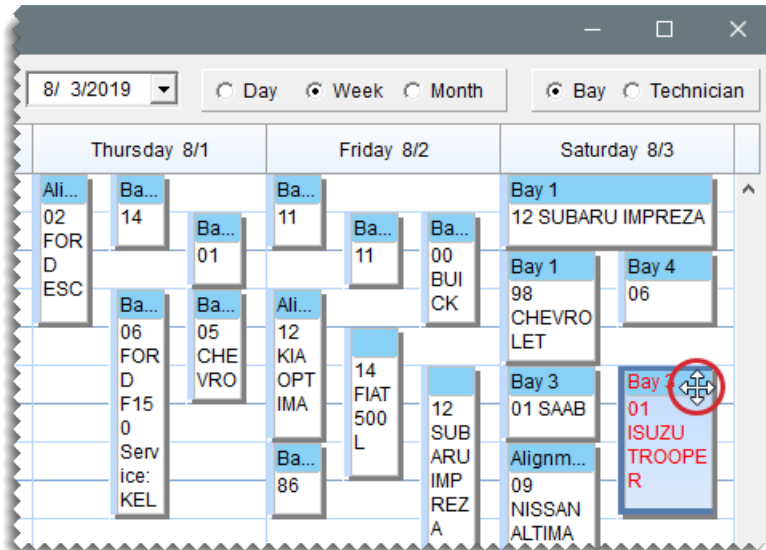 8/ 3/2019
Day
Week
Month
Bay
Technician
Thursday 8/1
Friday 8/2
Saturday 8/3
Ali...
02
FOR
D
ESC
Ba...
14
Ba...
01
Ba...
06
FOR
D
F15
0
Serv
ice:
KEL
Ba...
05
CHE
VRO
Ba...
11
Ba...
11
Ba...
00
BUI
CK
Ali...
12
KIA
OPT
IMA
14
FIAT
500
L
Ba...
86
12
SUB
ARU
IMP
REZ
A
Bay 1
12 SUBARU IMPREZA
Bay 1
98
CHEVRO
LET
Bay 4
06
Bay 3
01 SAAB
Bay 3
01
ISUZU
TROOPE
R
Alignm...
09
NISSAN
ALTIMA